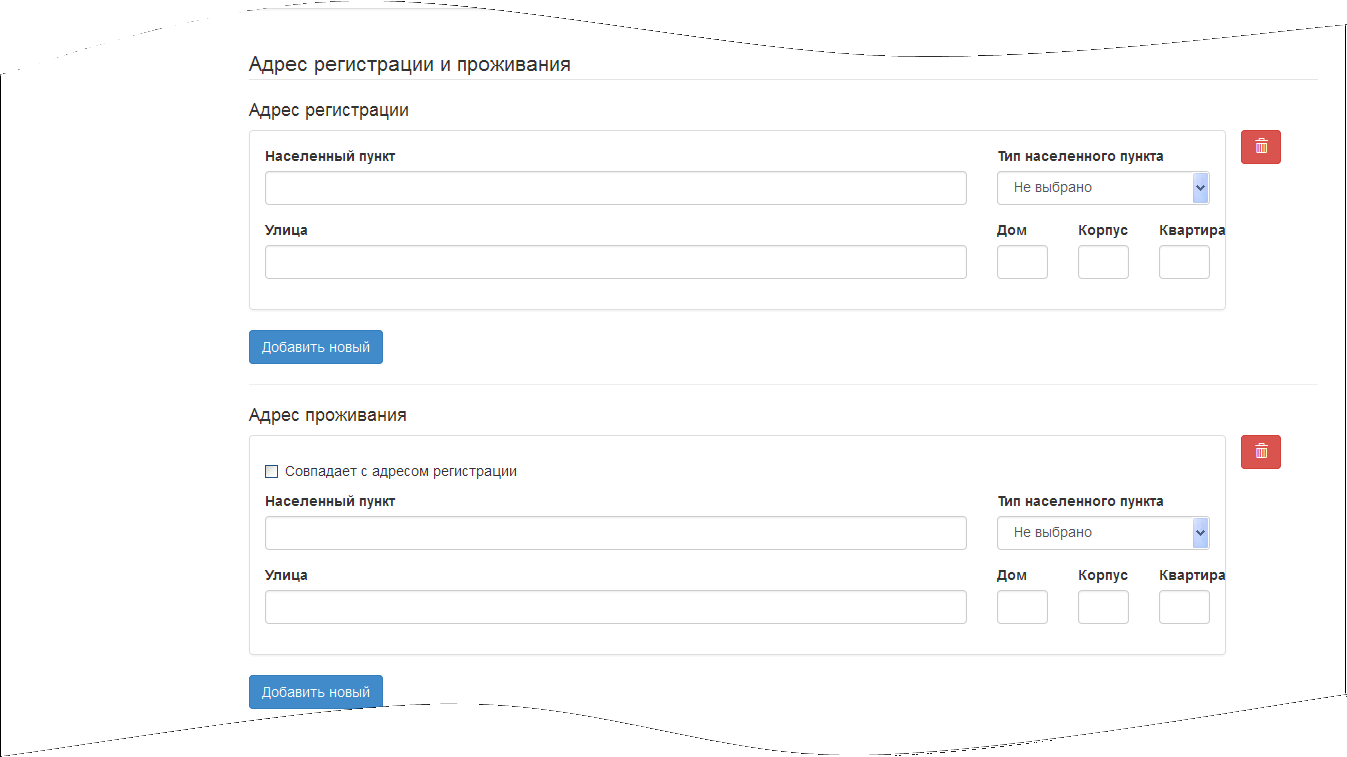 Адрес регистрации и проживания
Адрес регистрации
Населенный пункт Тип населенного пункта
Не выбрано
Улица Дом Корпус Квартира
Добавить новый
Адрес проживания
Совпадает с адресом регистрации
Населенный пункт Тип населенного пункта
Не выбрано
Улица Дом Корпус Квартира
Добавить новый